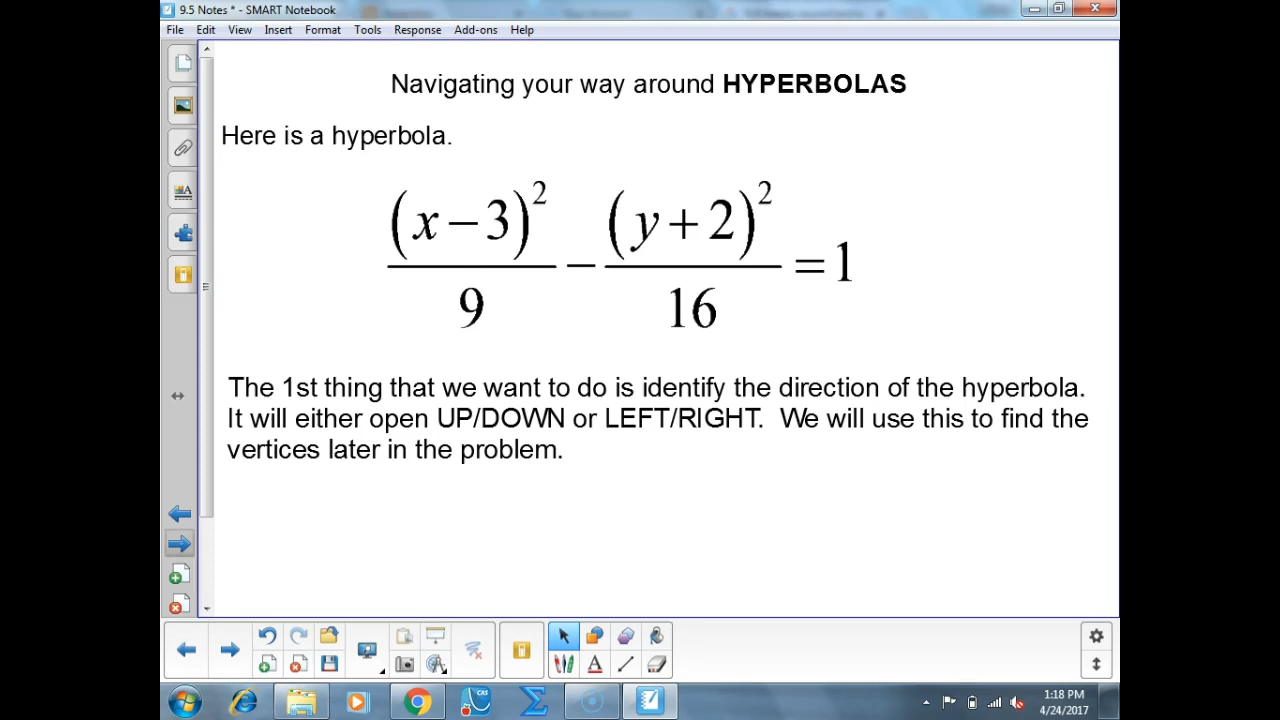 9.5 Notes * - SMART Notebook
File Edit View Insert Format Tools Response Add-ons Help
Navigating your way around HYPERBOLAS
Here is a hyperbola.
(x – 3)² / 9 – (y + 2)² / 16 = 1
The 1st thing that we want to do is identify the direction of the hyperbola.
It will either open UP/DOWN or LEFT/RIGHT. We will use this to find the
vertices later in the problem.
1:18 PM
4/24/2017